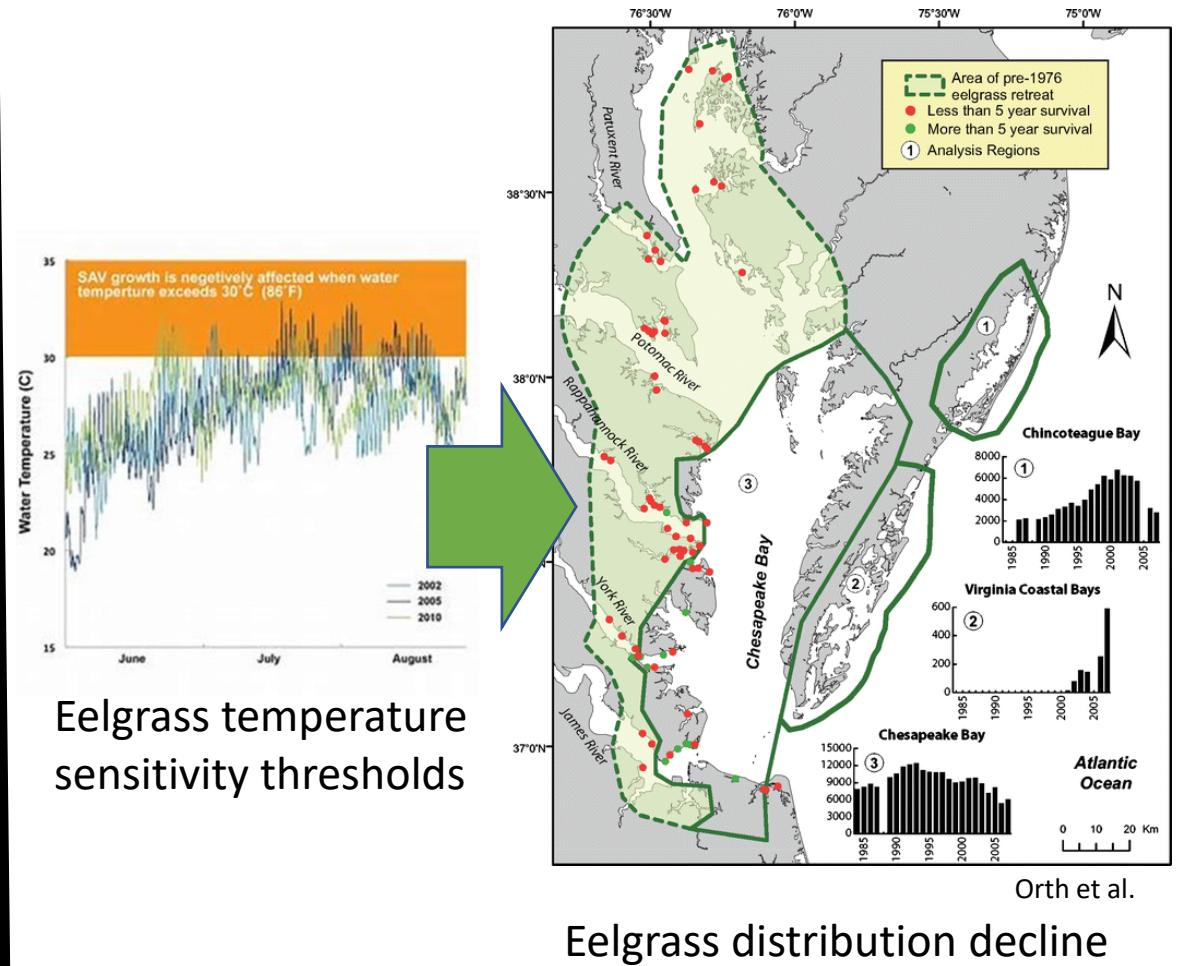 35
30
25
20
15
Water Temperature (C)
SAV growth is negetively affected when water
temperture exceeds 30°C (86°F)
2002
2005
2010
June
July
August
Eelgrass temperature
sensitivity thresholds
76°30'W
76°0'W
75°30'W
75°0'W
38°30'N
38°0'N
37°0'N
Area of pre-1976
eelgrass retreat
Less than 5 year survival
More than 5 year survival
1 Analysis Regions
Patuxent River
Potomac River
Rappahannock River
York River
James River
Chesapeake Bay
1
2
3
N
Chincoteague Bay
1
8000
6000
4000
2000
0
1985
1990
1995
2000
2005
Virginia Coastal Bays
2
600
400
200
0
1985
1990
1995
2000
2005
Chesapeake Bay
3
15000
12000
9000
6000
3000
0
1985
1990
1995
2000
2005
Atlantic
Ocean
0 10 20 Km
Orth et al.
Eelgrass distribution decline